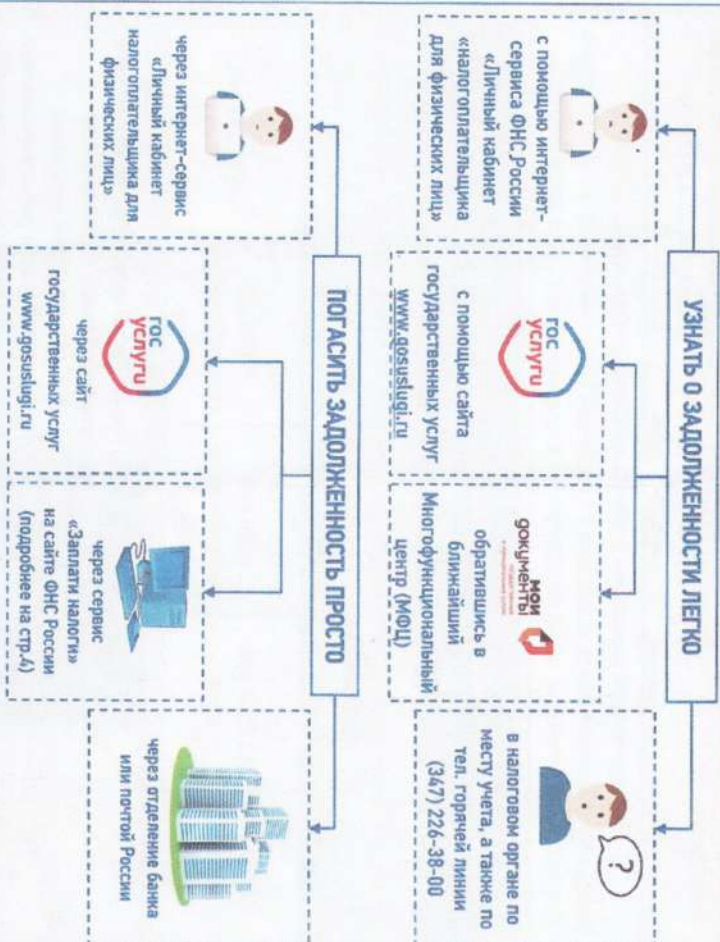 УЗНАТЬ О ЗАДОЛЖЕННОСТИ ЛЕГКО
с помощью интернет-
сервиса ФНС России
«Личный кабинет
«налогоплательщика
для физических лиц»
гос
услуги
с помощью сайта
государственных услуг
www.gosuslugi.ru
мои
документы
обратившись в
ближайший
Многофункциональный
центр (МФЦ)
?
в налоговом органе по
месту учета, а также по
тел. горячей линии
(347) 226-38-00
ПОГАСИТЬ ЗАДОЛЖЕННОСТЬ ПРОСТО
через интернет-сервис
«Личный кабинет
налогоплательщика для
физических лиц»
гос
услуги
через сайт
государственных услуг
www.gosuslugi.ru
через сервис
«Заплати налоги»
на сайте ФНС России
(подробнее на стр.4)
через отделение банка
или почтой России